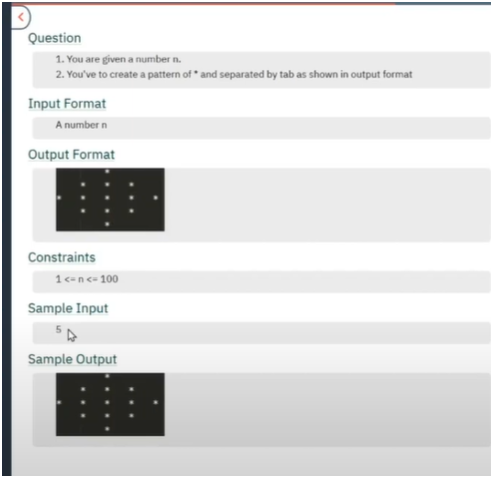 Question
1. You are given a number n.
2. You've to create a pattern of * and separated by tab as shown in output format
Input Format
A number n
Output Format
*
* * *
* * * * *
* * *
*
Constraints
1 <= n <= 100
Sample Input
5
Sample Output
*
* * *
* * * * *
* * *
*